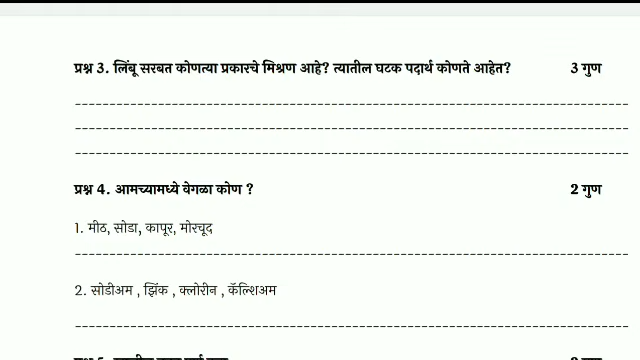 प्रश्न 3. लिंबू सरबत कोणत्या प्रकारचे मिश्रण आहे? त्यातील घटक पदार्थ कोणते आहेत? 3 गुण
प्रश्न 4. आमच्यामध्ये वेगळा कोण ? 2 गुण
1. मीठ, सोडा, कापूर, मोरचूद
2. सोडीअम , झिंक , क्लोरीन , कॅल्शिअम